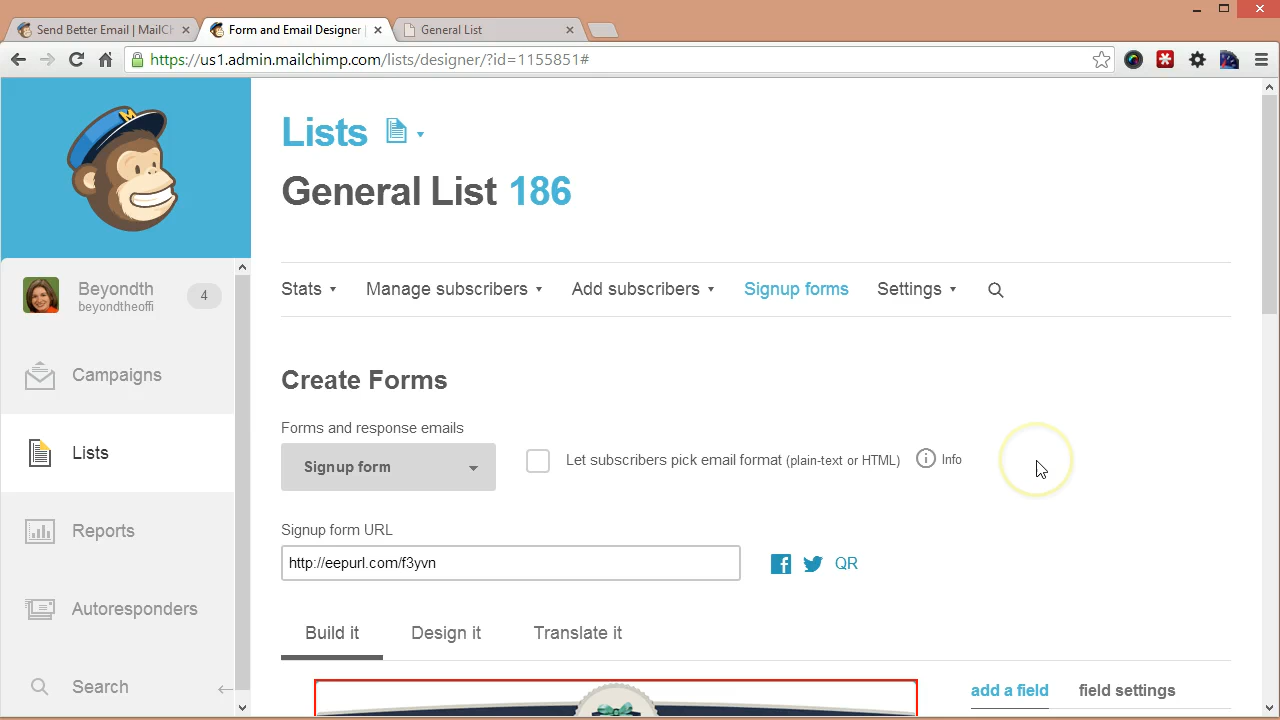 Send Better Email | MailCh
Form and Email Designer |
General List
https://us1.admin.mailchimp.com/lists/designer/?id=1155851#
Lists
General List 186
Beyondth
beyondtheoffi
4
Stats
Manage subscribers
Add subscribers
Signup forms
Settings
Campaigns
Lists
Reports
Autoresponders
Search
Create Forms
Forms and response emails
Signup form
Let subscribers pick email format (plain-text or HTML)
Info
Signup form URL
http://eepurl.com/f3yvn
QR
Build it
Design it
Translate it
add a field
field settings